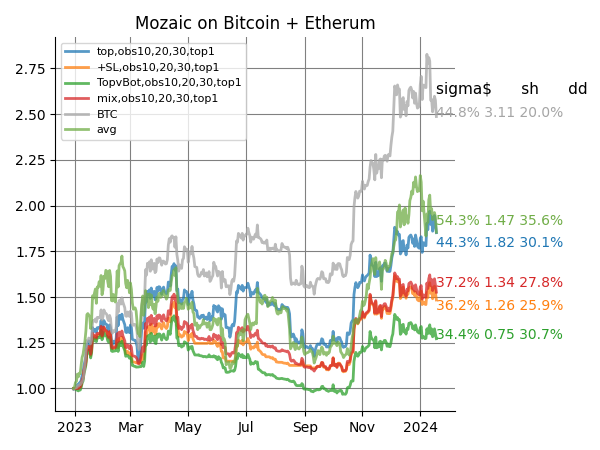 Mozaic on Bitcoin + Etherum
top,obs10,20,30,top1
+SL,obs10,20,30,top1
TopvBot,obs10,20,30,top1
mix,obs10,20,30,top1
BTC
avg
sigma$ sh dd
44.8% 3.11 20.0%
54.3% 1.47 35.6%
44.3% 1.82 30.1%
37.2% 1.34 27.8%
36.2% 1.26 25.9%
34.4% 0.75 30.7%
2.75
2.50
2.25
2.00
1.75
1.50
1.25
1.00
2023 Mar May Jul Sep Nov 2024